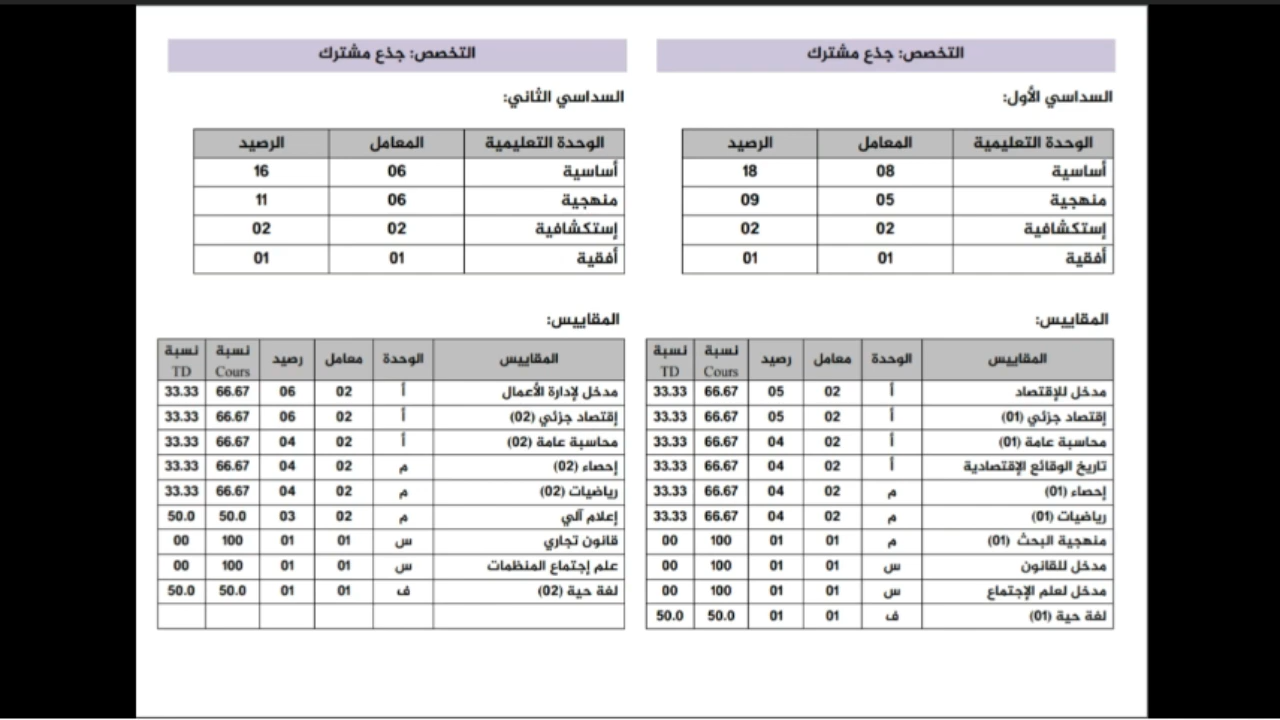 التخصص: جذع مشترك
السداسي الأول:
الوحدة التعليمية المعامل الرصيد
أساسية 08 18
منهجية 05 09
إستكشافية 02 02
أفقية 01 01
المقاييس:
المقاييس الوحدة معامل رصيد نسبة Cours نسبة TD
مدخل للإقتصاد أ 02 05 66.67 33.33
إقتصاد جزئي (01) أ 02 05 66.67 33.33
محاسبة عامة (01) أ 02 04 66.67 33.33
تاريخ الوقائع الإقتصادية أ 02 04 66.67 33.33
إحصاء (01) م 02 04 66.67 33.33
رياضيات (01) م 02 04 66.67 33.33
منهجية البحث (01) م 01 01 100 00
مدخل للقانون س 01 01 100 00
مدخل لعلم الإجتماع س 01 01 100 00
لغة حية (01) ف 01 01 50.0 50.0
التخصص: جذع مشترك
السداسي الثاني:
الوحدة التعليمية المعامل الرصيد
أساسية 06 16
منهجية 06 11
إستكشافية 02 02
أفقية 01 01
المقاييس:
المقاييس الوحدة معامل رصيد نسبة Cours نسبة TD
مدخل لإدارة الأعمال أ 02 06 66.67 33.33
إقتصاد جزئي (02) أ 02 06 66.67 33.33
محاسبة عامة (02) أ 02 04 66.67 33.33
إحصاء (02) م 02 04 66.67 33.33
رياضيات (02) م 02 04 66.67 33.33
إعلام آلي م 02 03 50.0 50.0
قانون تجاري س 01 01 100 00
علم إجتماع المنظمات س 01 01 100 00
لغة حية (02) ف 01 01 50.0 50.0